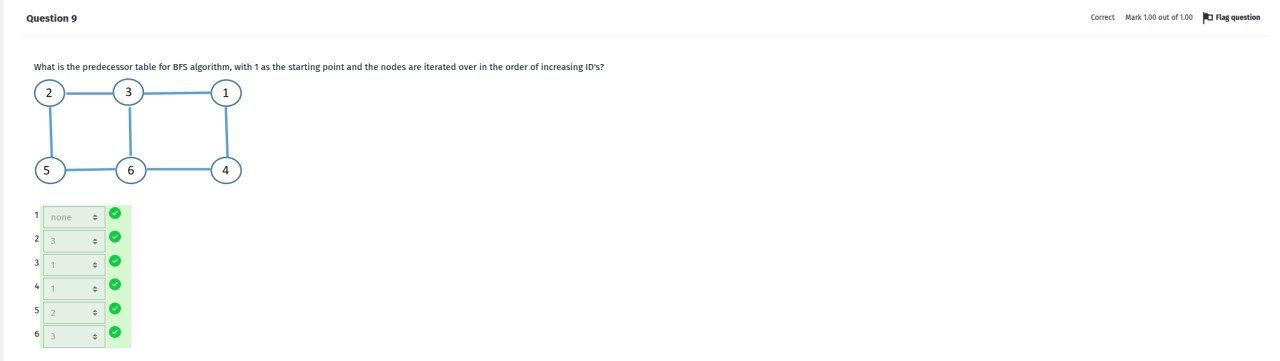 Question 9
Correct Mark 1.00 out of 1.00 Flag question
What is the predecessor table for BFS algorithm, with 1 as the starting point and the nodes are iterated over in the order of increasing ID's?
2 3 1
5 6 4
1 none
2 3
3 1
4 1
5 2
6 3